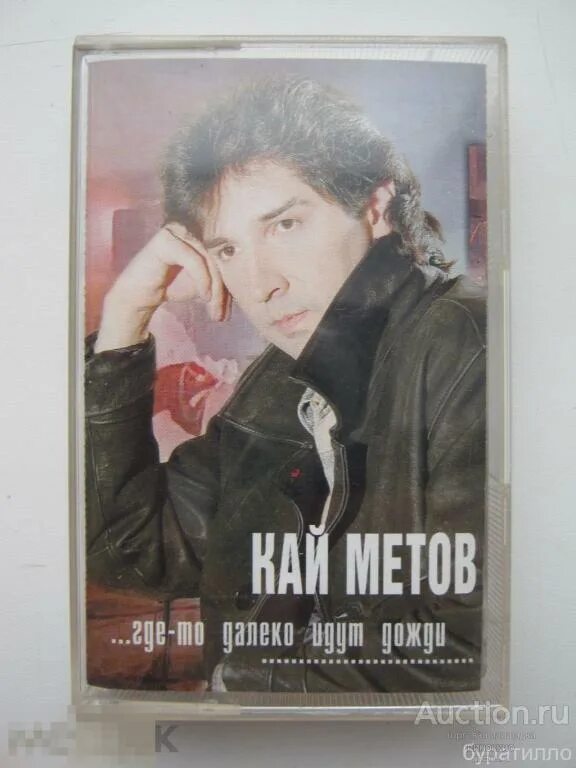 КАЙ МЕТОВ
...где-то далеко идут дожди
Auction.ru
буратилло